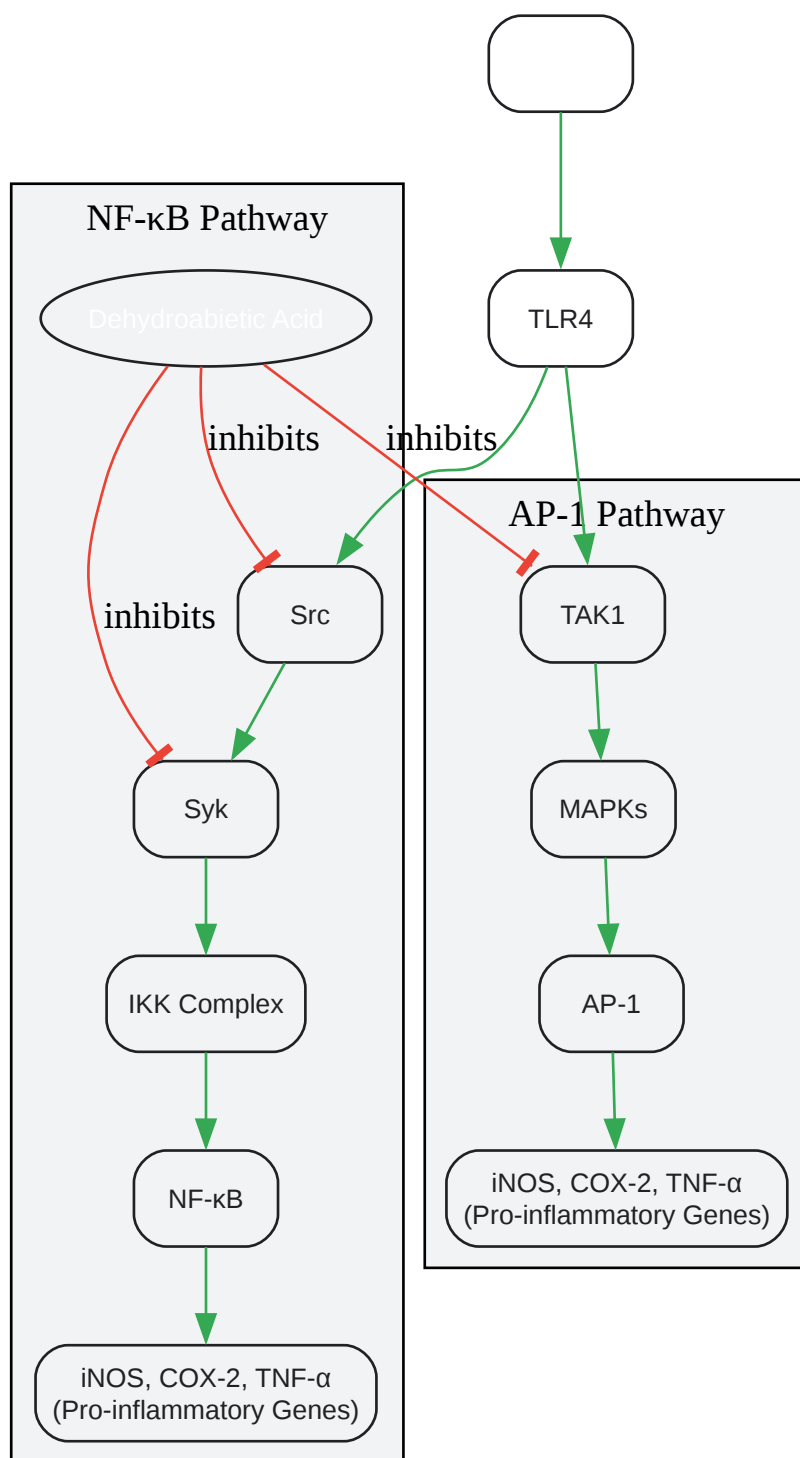 NF-κB Pathway
Dehydroabietic Acid
TLR4
inhibits
inhibits
AP-1 Pathway
inhibits
Src
TAK1
Syk
MAPKs
IKK Complex
AP-1
NF-κB
iNOS, COX-2, TNF-α
(Pro-inflammatory Genes)
iNOS, COX-2, TNF-α
(Pro-inflammatory Genes)